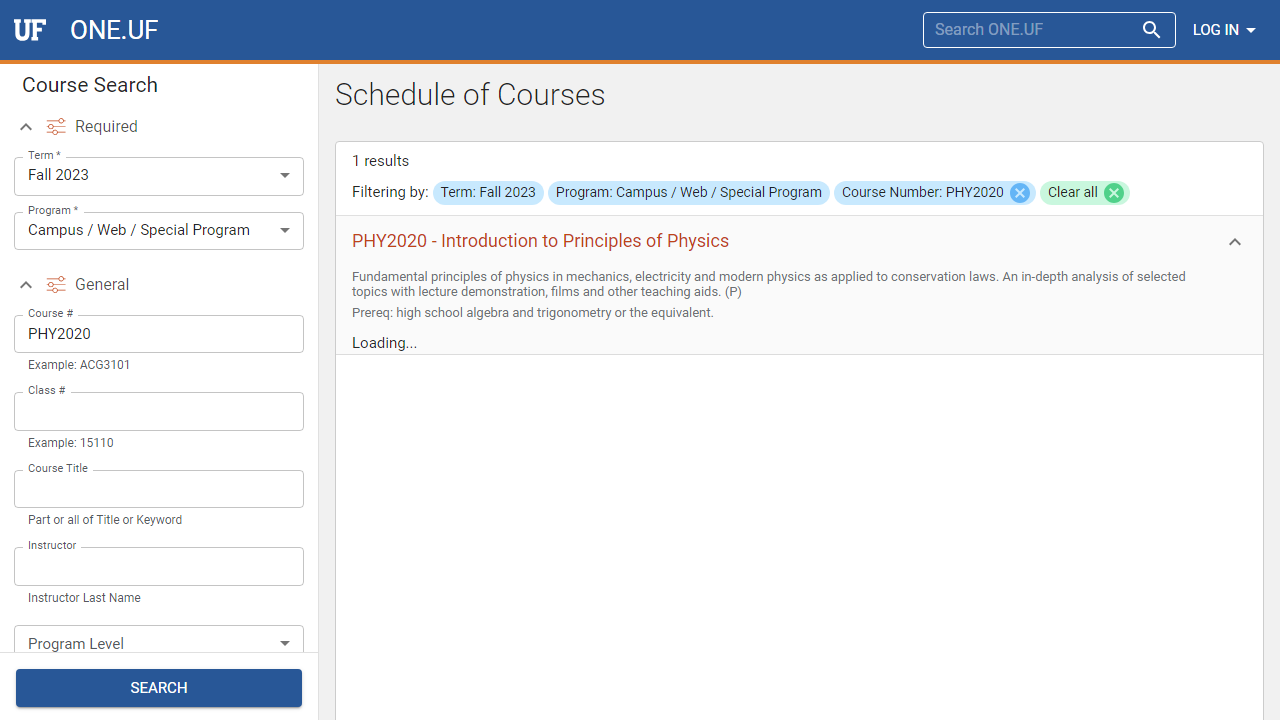 UF ONE.UF
Search ONE.UF
LOG IN
Course Search
Required
Term *
Fall 2023
Program *
Campus / Web / Special Program
General
Course #
PHY2020
Example: ACG3101
Class #
Example: 15110
Course Title
Part or all of Title or Keyword
Instructor
Instructor Last Name
Program Level
SEARCH
Schedule of Courses
1 results
Filtering by: Term: Fall 2023 Program: Campus / Web / Special Program Course Number: PHY2020 Clear all
PHY2020 - Introduction to Principles of Physics
Fundamental principles of physics in mechanics, electricity and modern physics as applied to conservation laws. An in-depth analysis of selected
topics with lecture demonstration, films and other teaching aids. (P)
Prereq: high school algebra and trigonometry or the equivalent.
Loading...